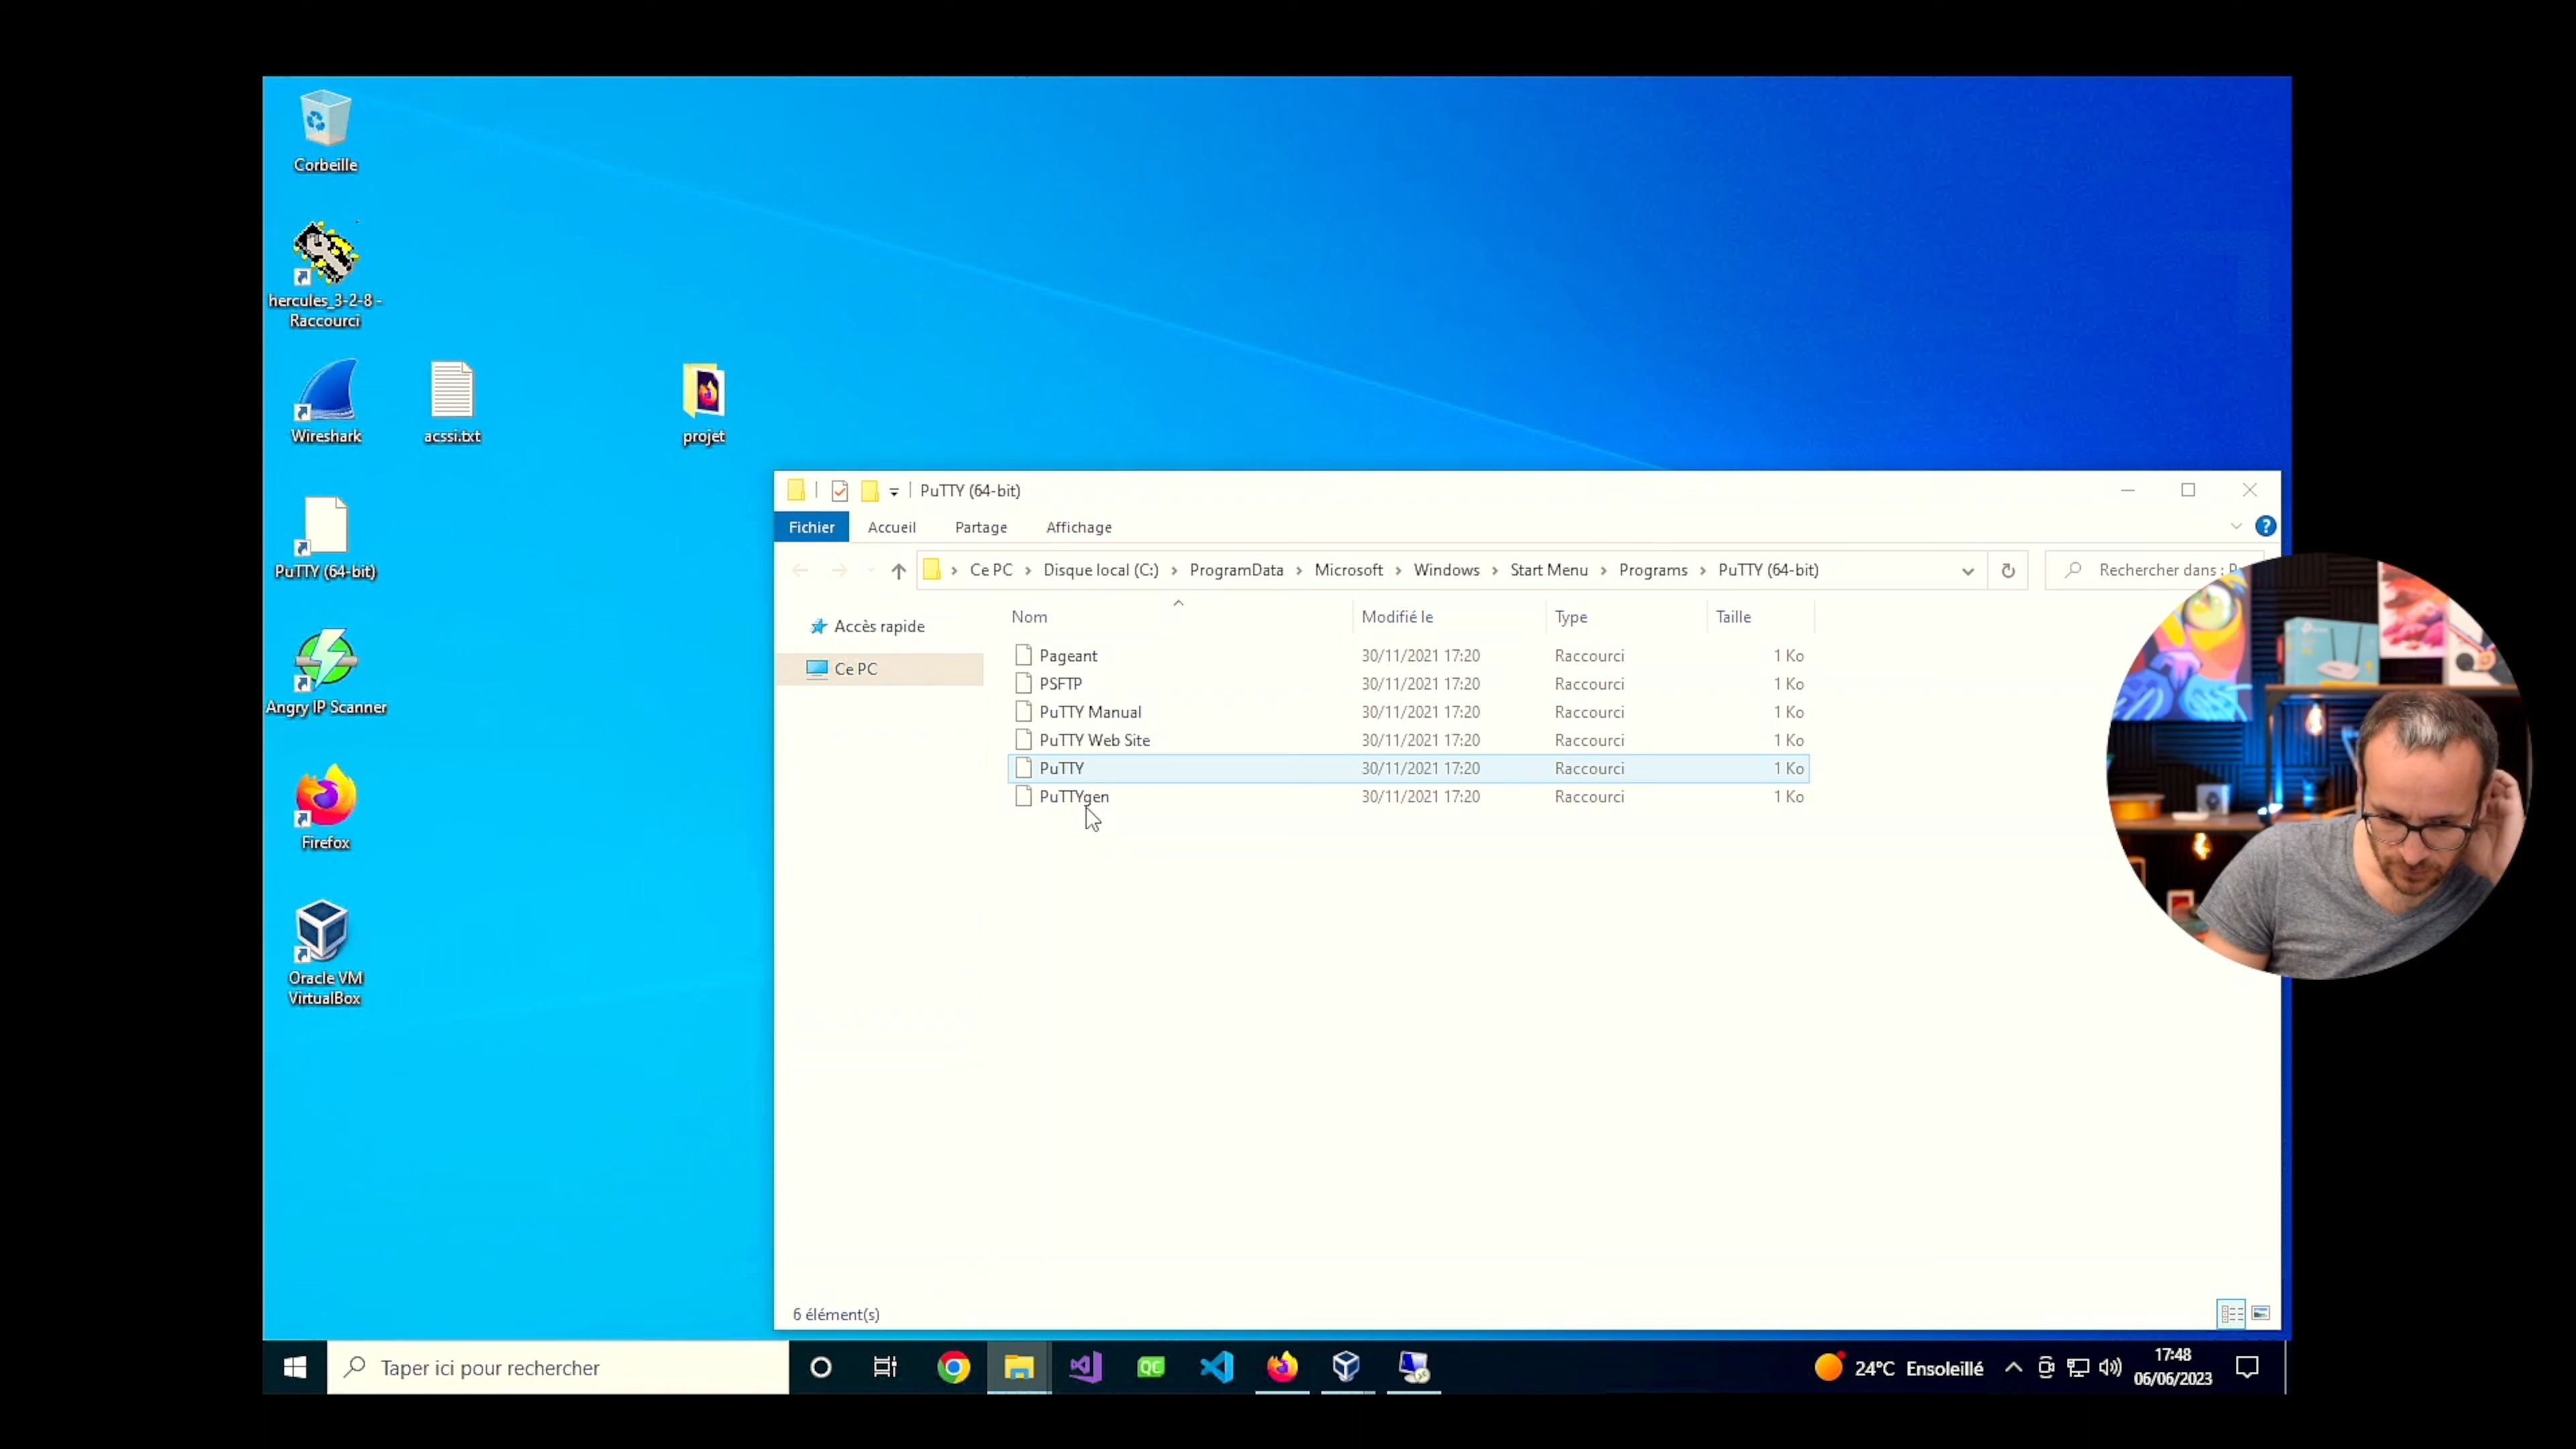 Corbeille
hercules_3-2-8 -
Raccourci
Wireshark
acssi.txt
projet
PuTTY (64-bit)
Angry IP Scanner
Firefox
Oracle VM
VirtualBox
PuTTY (64-bit)
Fichier Accueil Partage Affichage
Ce PC Disque local (C:) ProgramData Microsoft Windows Start Menu Programs PuTTY (64-bit) Rechercher dans : P
Accès rapide
Ce PC
Nom Modifié le Type Taille
Pageant 30/11/2021 17:20 Raccourci 1 Ko
PSFTP 30/11/2021 17:20 Raccourci 1 Ko
PuTTY Manual 30/11/2021 17:20 Raccourci 1 Ko
PuTTY Web Site 30/11/2021 17:20 Raccourci 1 Ko
PuTTY 30/11/2021 17:20 Raccourci 1 Ko
PuTTYgen 30/11/2021 17:20 Raccourci 1 Ko
6 élément(s)
Taper ici pour rechercher
QC
24°C Ensoleillé
17:48
06/06/2023